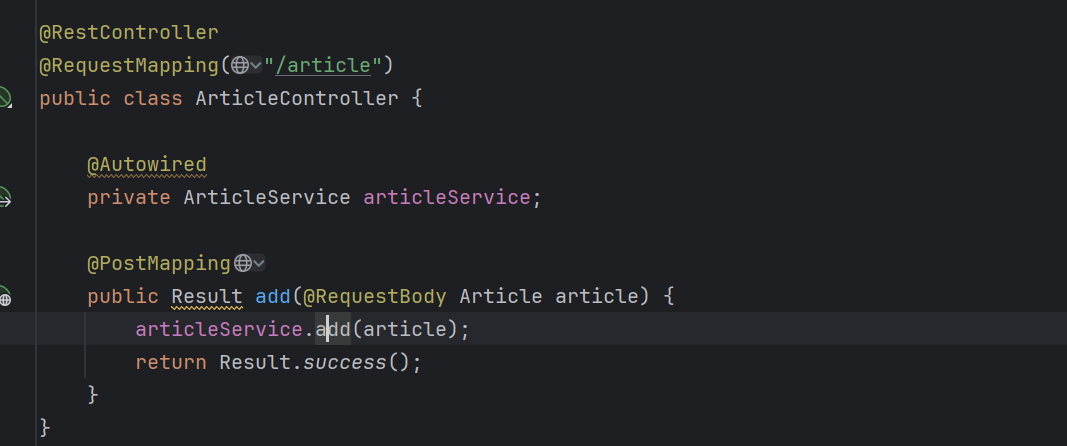 @RestController
@RequestMapping("/article")
public class ArticleController {
@Autowired
private ArticleService articleService;
@PostMapping
public Result add(@RequestBody Article article) {
articleService.add(article);
return Result.success();
}
}